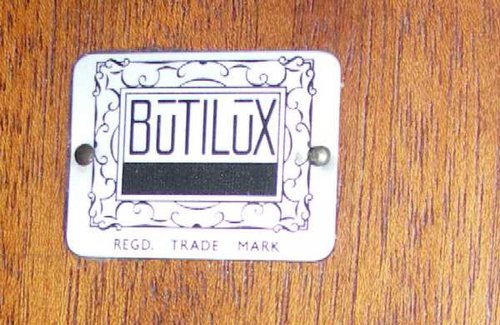 BŪTILŪX
REGD. TRADE MARK